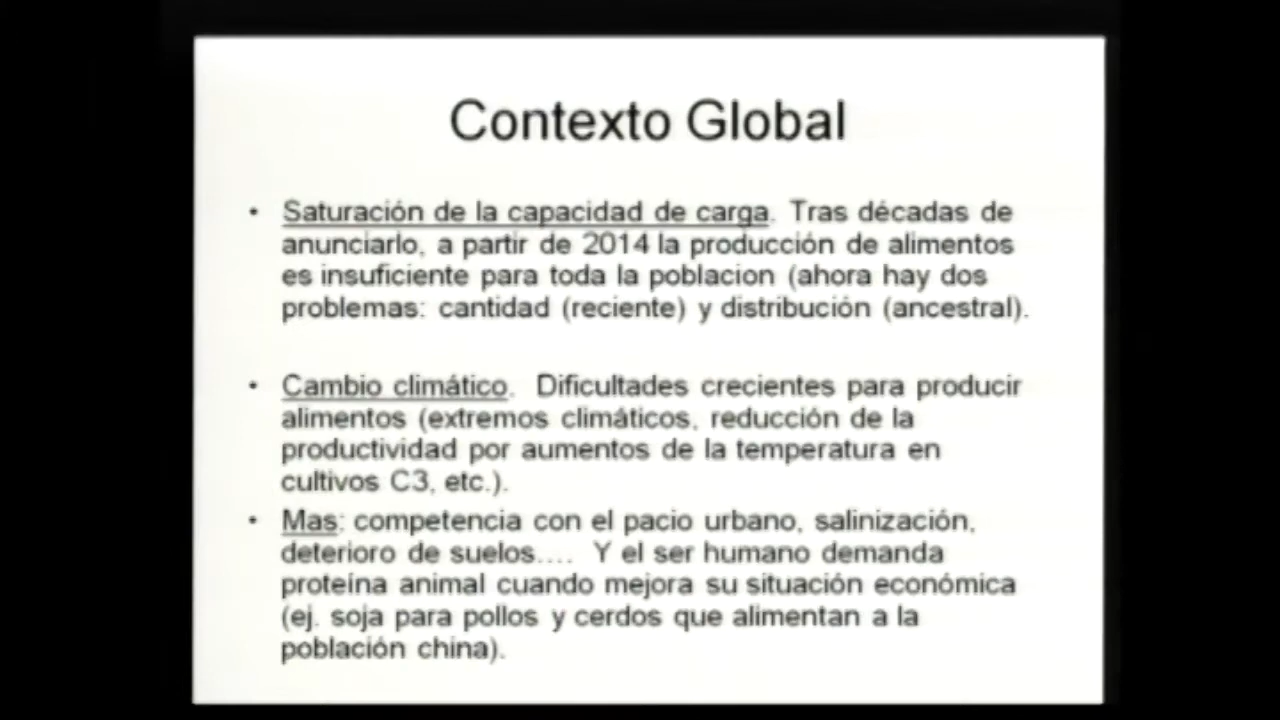 Contexto Global
• Saturación de la capacidad de carga. Tras décadas de
anunciarlo, a partir de 2014 la producción de alimentos
es insuficiente para toda la poblacion (ahora hay dos
problemas: cantidad (reciente) y distribución (ancestral).
• Cambio climático. Dificultades crecientes para producir
alimentos (extremos climáticos, reducción de la
productividad por aumentos de la temperatura en
cultivos C3, etc.).
• Mas: competencia con el pacio urbano, salinización,
deterioro de suelos.... Y el ser humano demanda
proteína animal cuando mejora su situación económica
(ej. soja para pollos y cerdos que alimentan a la
población china).